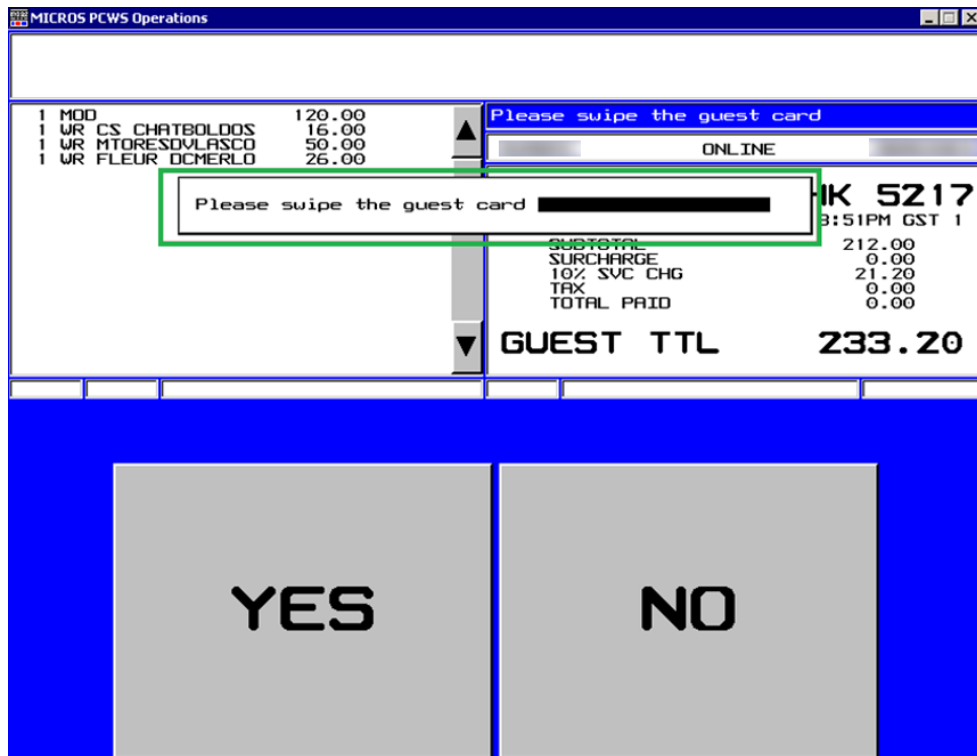 MICROS PCWS Operations
1 MOD 120.00
1 WR CS CHATBOLDOS 16.00
1 WR MTORESDVLASCO 50.00
1 WR FLEUR DCMERLO 26.00
Please swipe the guest card
ONLINE
Please swipe the guest card
HK 5217
8:51PM GST 1
SUBTOTAL 212.00
SURCHARGE 0.00
10% SVC CHG 21.20
TAX 0.00
TOTAL PAID 0.00
GUEST TTL 233.20
YES
NO